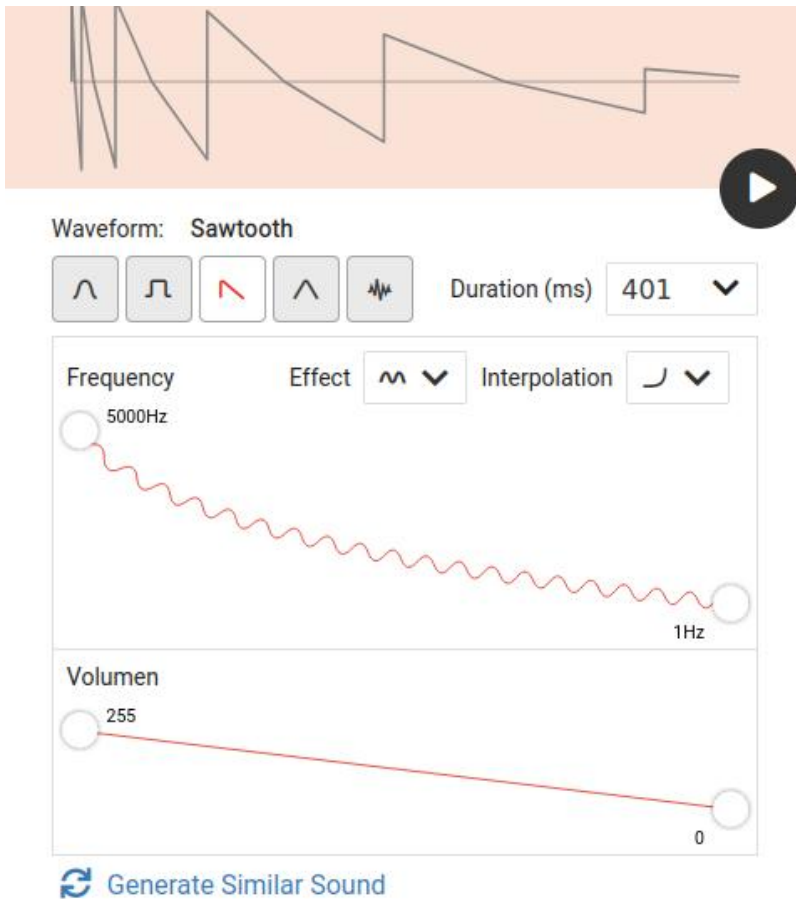 Waveform: Sawtooth
Duration (ms) 401
Frequency Effect Interpolation
5000Hz
1Hz
Volumen
255
0
Generate Similar Sound